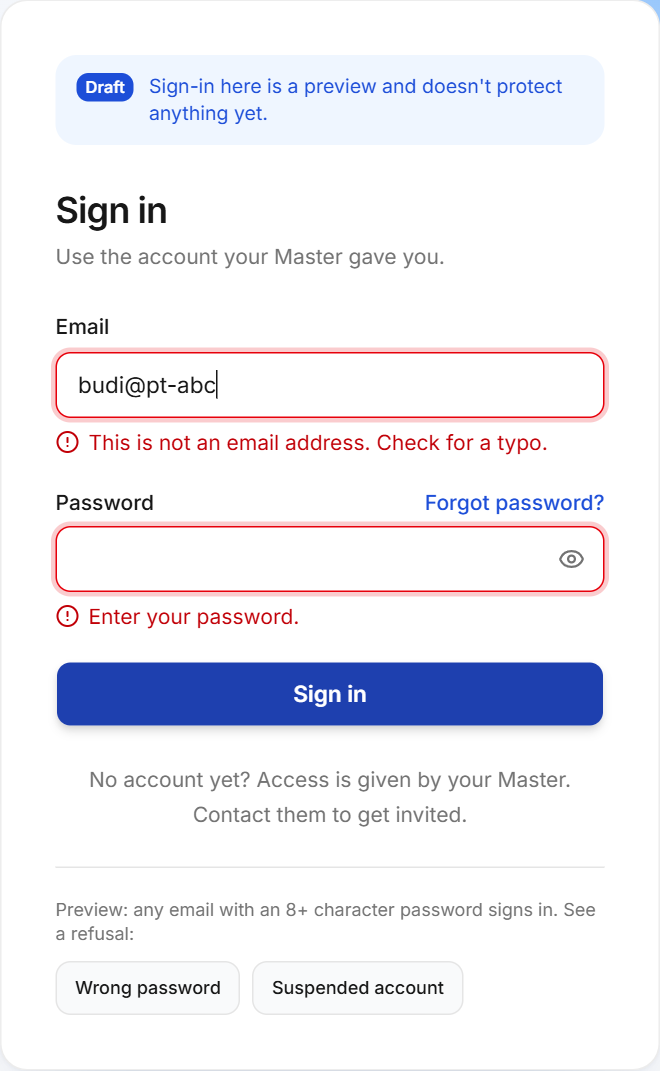 Draft
Sign-in here is a preview and doesn't protect
anything yet.
Sign in
Use the account your Master gave you.
Email
budi@pt-abc
This is not an email address. Check for a typo.
Password
Forgot password?
Enter your password.
Sign in
No account yet? Access is given by your Master.
Contact them to get invited.
Preview: any email with an 8+ character password signs in. See
a refusal:
Wrong password
Suspended account